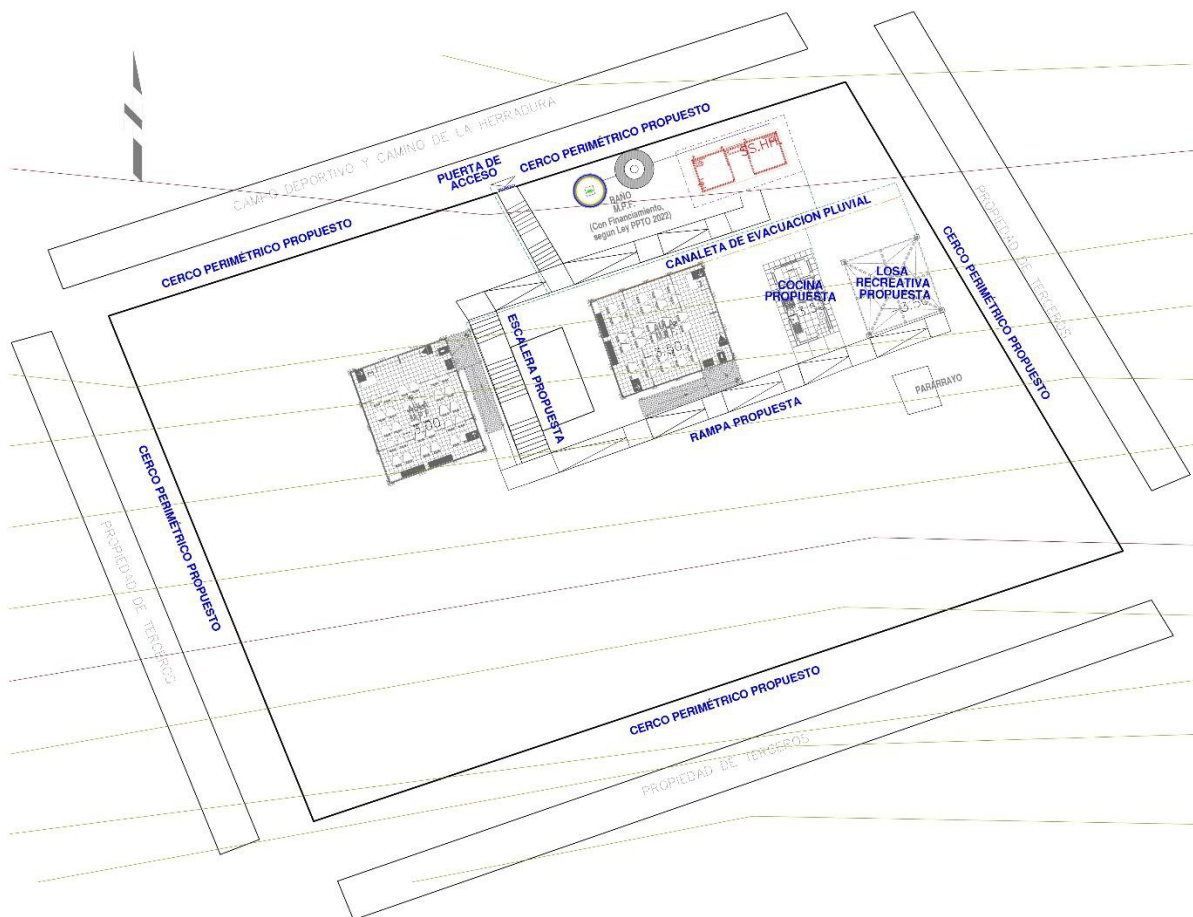 CAMPO DEPORTIVO Y CAMINO DE LA HERRADURA
CERCO PERIMÉTRICO PROPUESTO
PUERTA DE
ACCESO
CERCO PERIMÉTRICO PROPUESTO
SS.HH.
BAÑO
M.P.F.
(Con Financiamiento,
segun Ley PPTO 2022)
CANALETA DE EVACUACION PLUVIAL
PROPIEDAD DE TERCEROS
CERCO PERIMÉTRICO PROPUESTO
COCINA
PROPUESTA
LOSA
RECREATIVA
PROPUESTA
ESCALERA PROPUESTA
AULA
AULA
PARARRAYO
RAMPA PROPUESTA
CERCO PERIMÉTRICO PROPUESTO
PROPIEDAD DE TERCEROS
CERCO PERIMÉTRICO PROPUESTO
PROPIEDAD DE TERCEROS